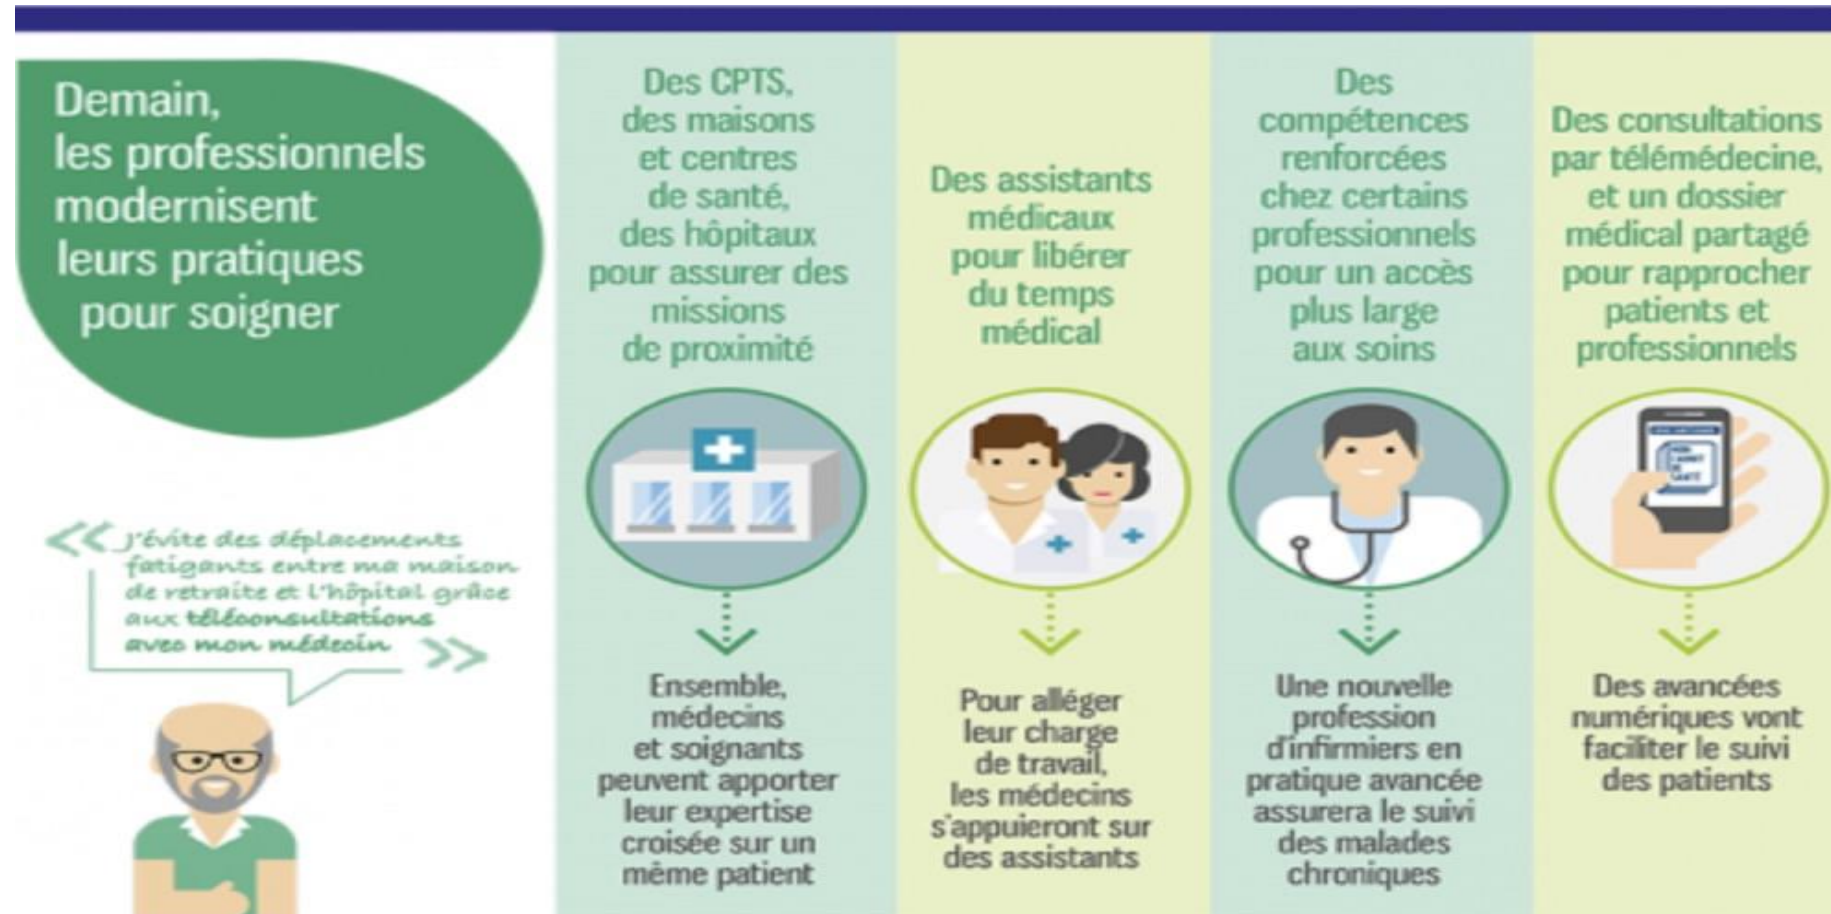 Demain,
les professionnels
modernisent
leurs pratiques
pour soigner
« J'évite des déplacements
fatigants entre ma maison
de retraite et l'hôpital grâce
aux téléconsultations
avec mon médecin »
Des CPTS,
des maisons
et centres
de santé,
des hôpitaux
pour assurer des
missions
de proximité
Ensemble,
médecins
et soignants
peuvent apporter
leur expertise
croisée sur un
même patient
Des assistants
médicaux
pour libérer
du temps
médical
Pour alléger
leur charge
de travail,
les médecins
s'appuieront sur
des assistants
Des
compétences
renforcées
chez certains
professionnels
pour un accès
plus large
aux soins
Une nouvelle
profession
d'infirmiers en
pratique avancée
assurera le suivi
des malades
chroniques
Des consultations
par télémédecine,
et un dossier
médical partagé
pour rapprocher
patients et
professionnels
MON
CARNET
DE
SANTÉ
Des avancées
numériques vont
faciliter le suivi
des patients